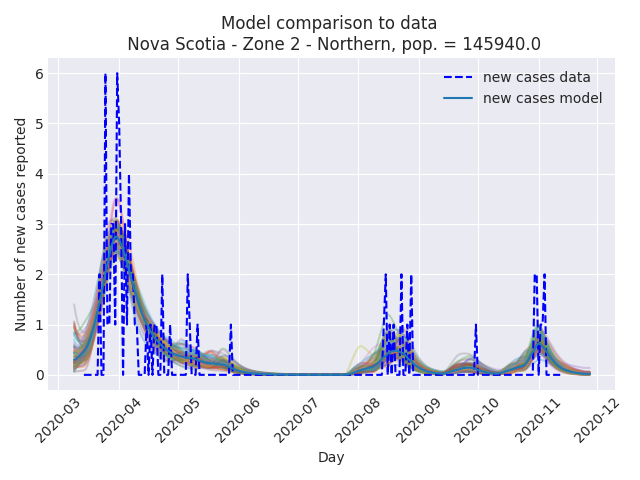 Model comparison to data
Nova Scotia - Zone 2 - Northern, pop. = 145940.0
new cases data
new cases model
Number of new cases reported
6
5
4
3
2
1
0
2020-03
2020-04
2020-05
2020-06
2020-07
2020-08
2020-09
2020-10
2020-11
2020-12
Day